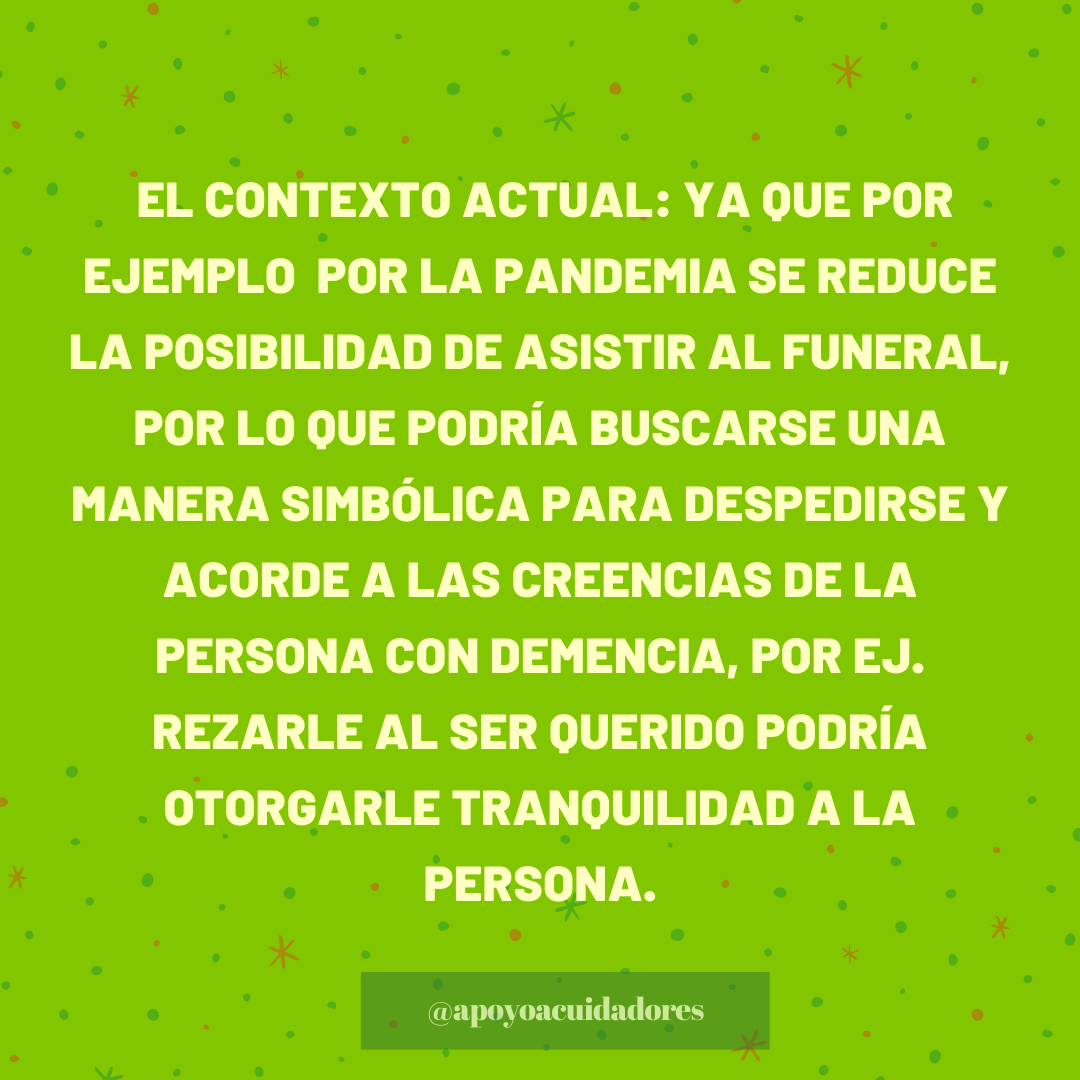 EL CONTEXTO ACTUAL: YA QUE POR
EJEMPLO  POR LA PANDEMIA SE REDUCE
LA POSIBILIDAD DE ASISTIR AL FUNERAL,
POR LO QUE PODRÍA BUSCARSE UNA
MANERA SIMBÓLICA PARA DESPEDIRSE Y
ACORDE A LAS CREENCIAS DE LA
PERSONA CON DEMENCIA, POR EJ.
REZARLE AL SER QUERIDO PODRÍA
OTORGARLE TRANQUILIDAD A LA
PERSONA.
@apoyoacuidadores